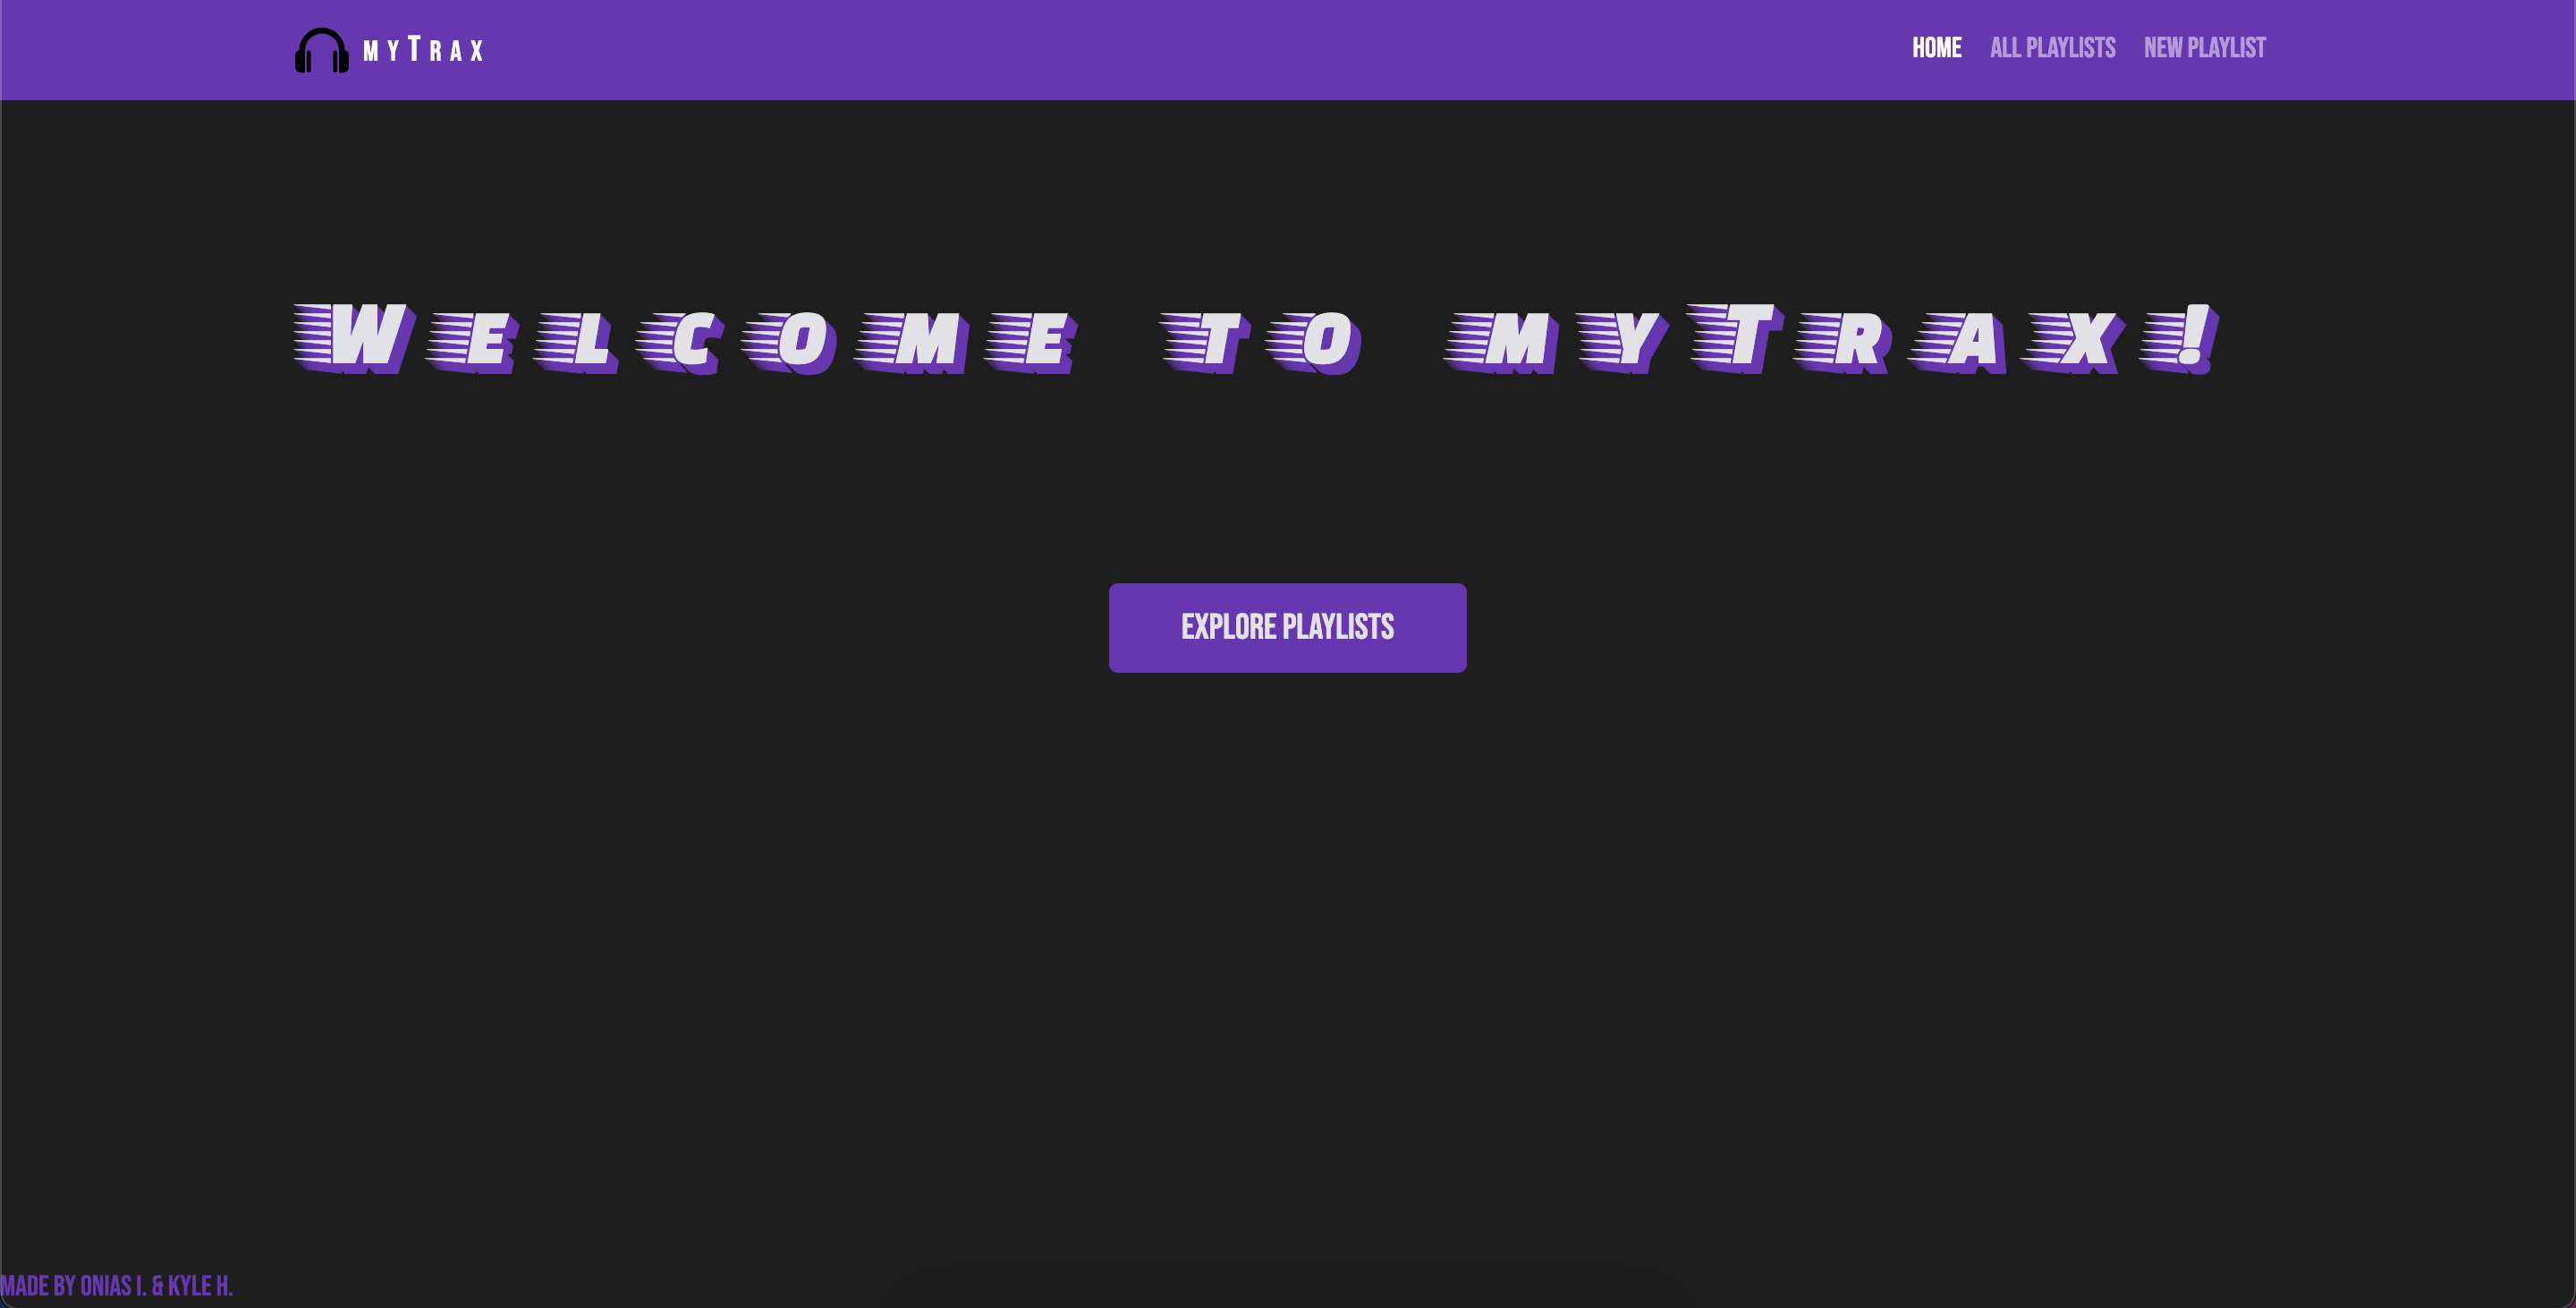 myTrax
HOME ALL PLAYLISTS NEW PLAYLIST
Welcome to myTrax!
EXPLORE PLAYLISTS
MADE BY ONIAS I. & KYLE H.